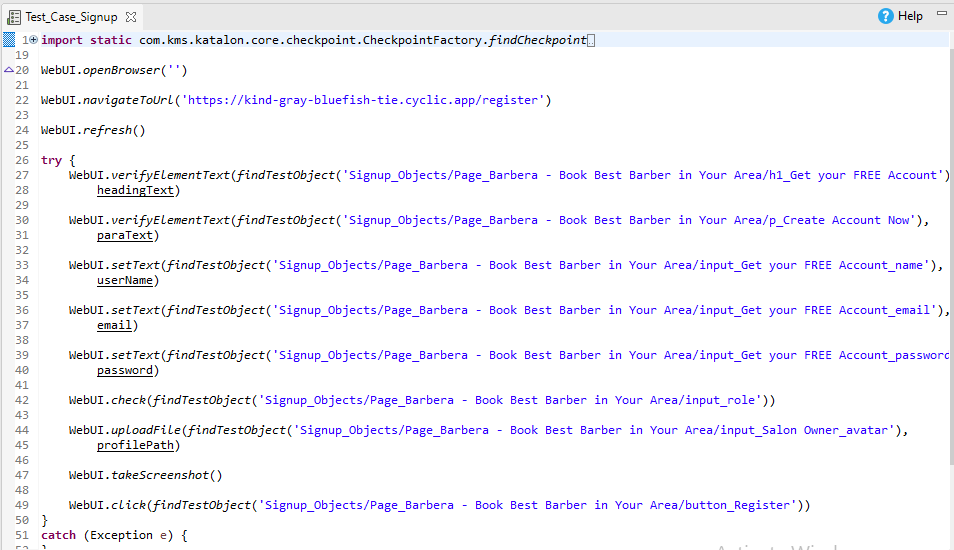 Test_Case_Signup
Help
1 import static com.kms.katalon.core.checkpoint.CheckpointFactory.findCheckpoint
19
20 WebUI.openBrowser('')
21
22 WebUI.navigateToUrl('https://kind-gray-bluefish-tie.cyclic.app/register')
23
24 WebUI.refresh()
25
26 try {
27 WebUI.verifyElementText(findTestObject('Signup_Objects/Page_Barbera - Book Best Barber in Your Area/h1_Get your FREE Account')
28 headingText)
29
30 WebUI.verifyElementText(findTestObject('Signup_Objects/Page_Barbera - Book Best Barber in Your Area/p_Create Account Now'),
31 paraText)
32
33 WebUI.setText(findTestObject('Signup_Objects/Page_Barbera - Book Best Barber in Your Area/input_Get your FREE Account_name'),
34 userName)
35
36 WebUI.setText(findTestObject('Signup_Objects/Page_Barbera - Book Best Barber in Your Area/input_Get your FREE Account_email'),
37 email)
38
39 WebUI.setText(findTestObject('Signup_Objects/Page_Barbera - Book Best Barber in Your Area/input_Get your FREE Account_password
40 password)
41
42 WebUI.check(findTestObject('Signup_Objects/Page_Barbera - Book Best Barber in Your Area/input_role'))
43
44 WebUI.uploadFile(findTestObject('Signup_Objects/Page_Barbera - Book Best Barber in Your Area/input_Salon Owner_avatar'),
45 profilePath)
46
47 WebUI.takeScreenshot()
48
49 WebUI.click(findTestObject('Signup_Objects/Page_Barbera - Book Best Barber in Your Area/button_Register'))
50 }
51 catch (Exception e) {